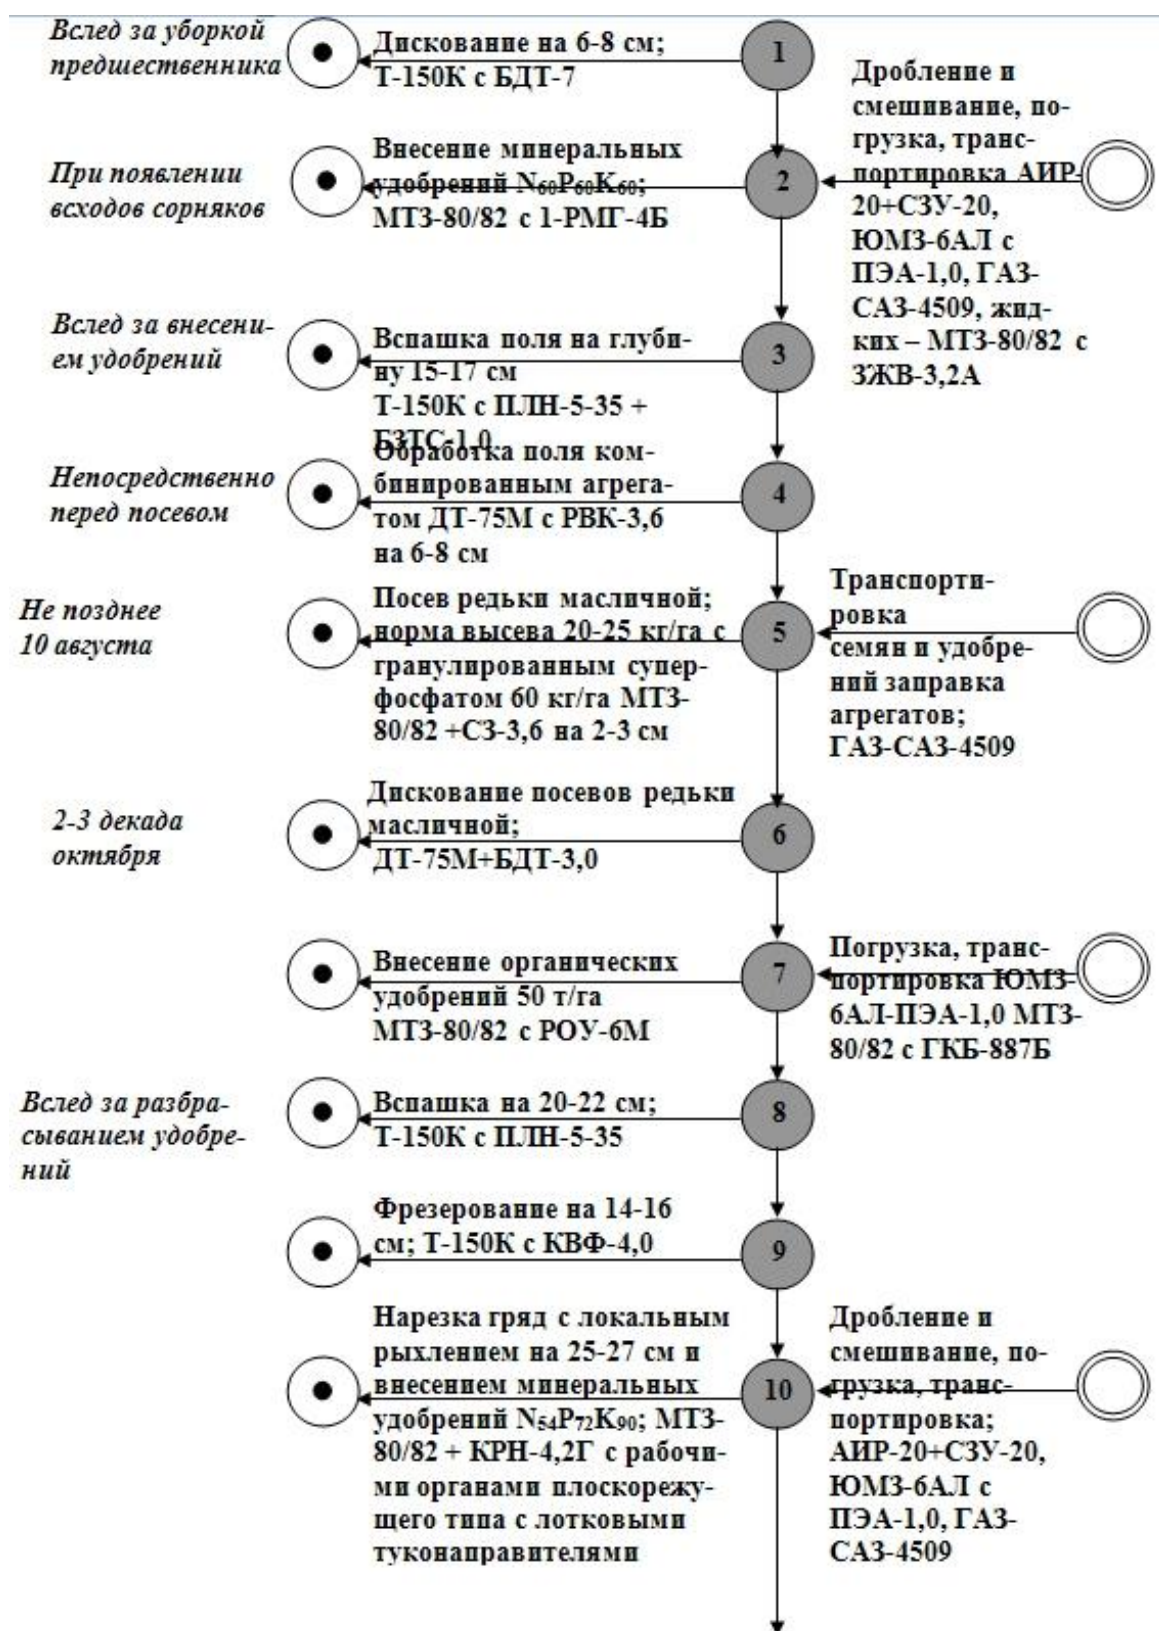 Вслед за уборкой
предшественника
Дискование на 6-8 см;
Т-150К с БДТ-7
1
Дробление и
смешивание, по-
грузка, транс-
портировка АИР-
20+СЗУ-20,
ЮМЗ-6АЛ с
ПЭА-1,0, ГАЗ-
САЗ-4509, жид-
ких – МТЗ-80/82 с
ЗЖВ-3,2А
При появлении
всходов сорняков
Внесение минеральных
удобрений N₆₀P₆₀K₆₀;
МТЗ-80/82 с 1-РМГ-4Б
2
Вслед за внесени-
ем удобрений
Вспашка поля на глуби-
ну 15-17 см
Т-150К с ПЛН-5-35 +
БЗТС-1,0
3
Непосредственно
перед посевом
Обработка поля ком-
бинированным агрега-
том ДТ-75М с РВК-3,6
на 6-8 см
4
Не позднее
10 августа
Посев редьки масличной;
норма высева 20-25 кг/га с
гранулированным супер-
фосфатом 60 кг/га МТЗ-
80/82 +СЗ-3,6 на 2-3 см
5
Транспорти-
ровка
семян и удобре-
ний заправка
агрегатов;
ГАЗ-САЗ-4509
2-3 декада
октября
Дискование посевов редьки
масличной;
ДТ-75М+БДТ-3,0
6
Внесение органических
удобрений 50 т/га
МТЗ-80/82 с РОУ-6М
7
Погрузка, транс-
портировка ЮМЗ-
6АЛ-ПЭА-1,0 МТЗ-
80/82 с ГКБ-887Б
Вслед за разбра-
сыванием удобре-
ний
Вспашка на 20-22 см;
Т-150К с ПЛН-5-35
8
Фрезерование на 14-16
см; Т-150К с КВФ-4,0
9
Нарезка гряд с локальным
рыхлением на 25-27 см и
внесением минеральных
удобрений N₅₄P₇₂K₉₀; МТЗ-
80/82 + КРН-4,2Г с рабочи-
ми органами плоскорежу-
щего типа с лотковыми
туконаправителями
10
Дробление и
смешивание, по-
грузка, транс-
портировка;
АИР-20+СЗУ-20,
ЮМЗ-6АЛ с
ПЭА-1,0, ГАЗ-
САЗ-4509